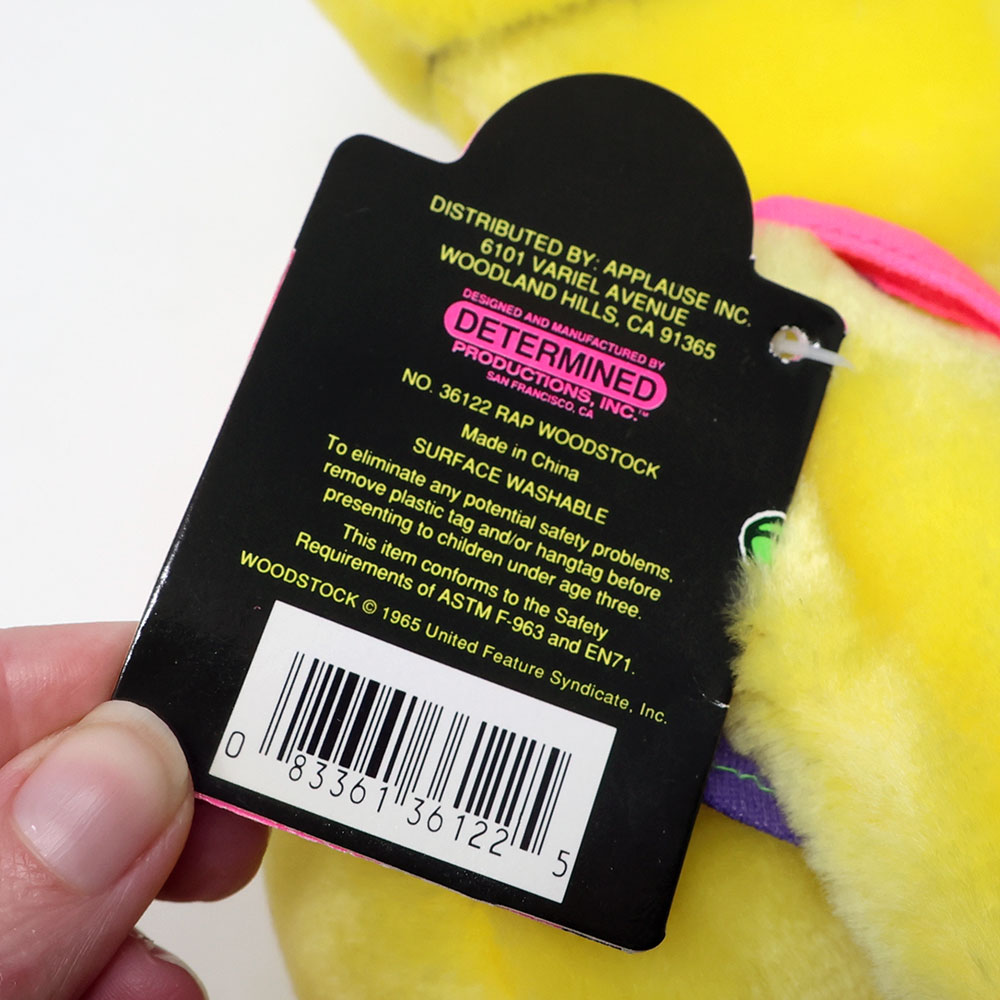 DISTRIBUTED BY: APPLAUSE INC.
6101 VARIEL AVENUE
WOODLAND HILLS, CA 91365
DESIGNED AND MANUFACTURED BY
DETERMINED
PRODUCTIONS, INC.™
SAN FRANCISCO, CA
NO. 36122 RAP WOODSTOCK
Made in China
SURFACE WASHABLE
To eliminate any potential safety problems.
remove plastic tag and/or hangtag before
presenting to children under age three.
This item conforms to the Safety
Requirements of ASTM F-963 and EN71.
WOODSTOCK © 1965 United Feature Syndicate, Inc.
0 83361 36122 5